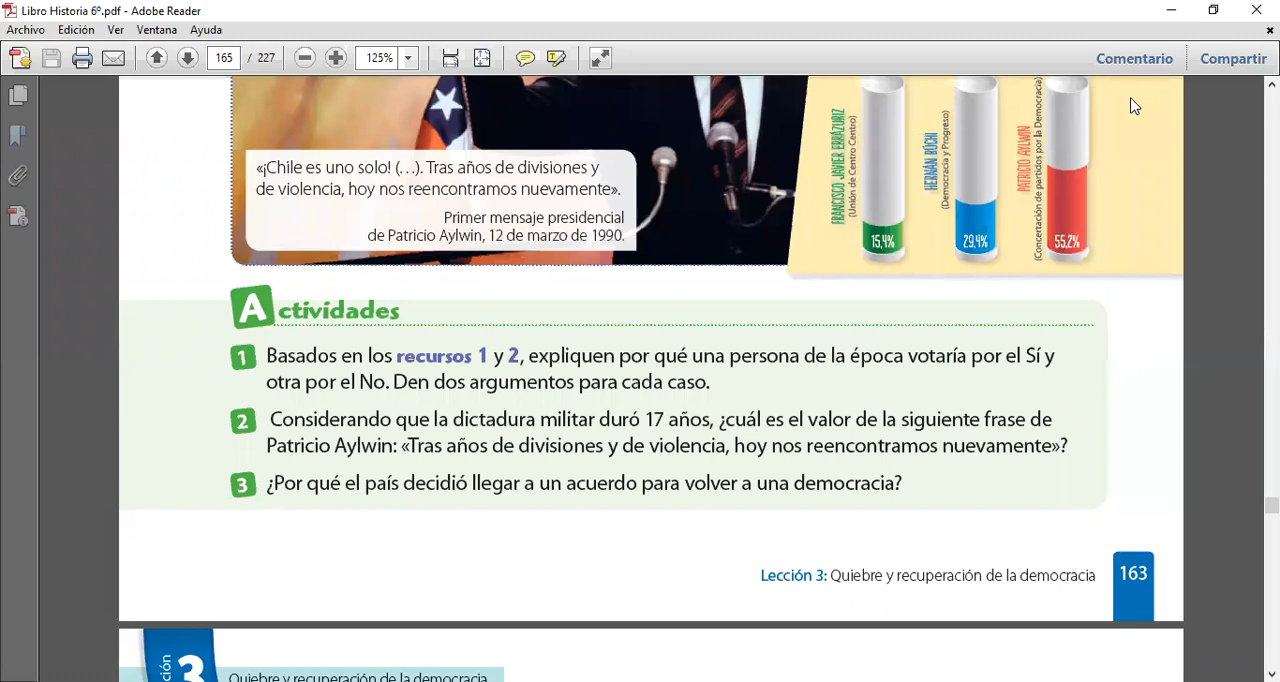 Libro Historia 6º.pdf - Adobe Reader
Archivo Edición Ver Ventana Ayuda
165 / 227 125% Comentario Compartir
«¡Chile es uno solo! (…). Tras años de divisiones y
de violencia, hoy nos reencontramos nuevamente».
Primer mensaje presidencial
de Patricio Aylwin, 12 de marzo de 1990.
FRANCISCO JAVIER ERRÁZURIZ
(Unión de Centro Centro)
15,4%
HERNÁN BÜCHI
(Democracia y Progreso)
29,4%
PATRICIO AYLWIN
(Concertación de partidos por la Democracia)
55,2%
Actividades
1 Basados en los recursos 1 y 2, expliquen por qué una persona de la época votaría por el Sí y
otra por el No. Den dos argumentos para cada caso.
2 Considerando que la dictadura militar duró 17 años, ¿cuál es el valor de la siguiente frase de
Patricio Aylwin: «Tras años de divisiones y de violencia, hoy nos reencontramos nuevamente»?
3 ¿Por qué el país decidió llegar a un acuerdo para volver a una democracia?
Lección 3: Quiebre y recuperación de la democracia 163
ción
3
Quiebre y recuperación de la democracia